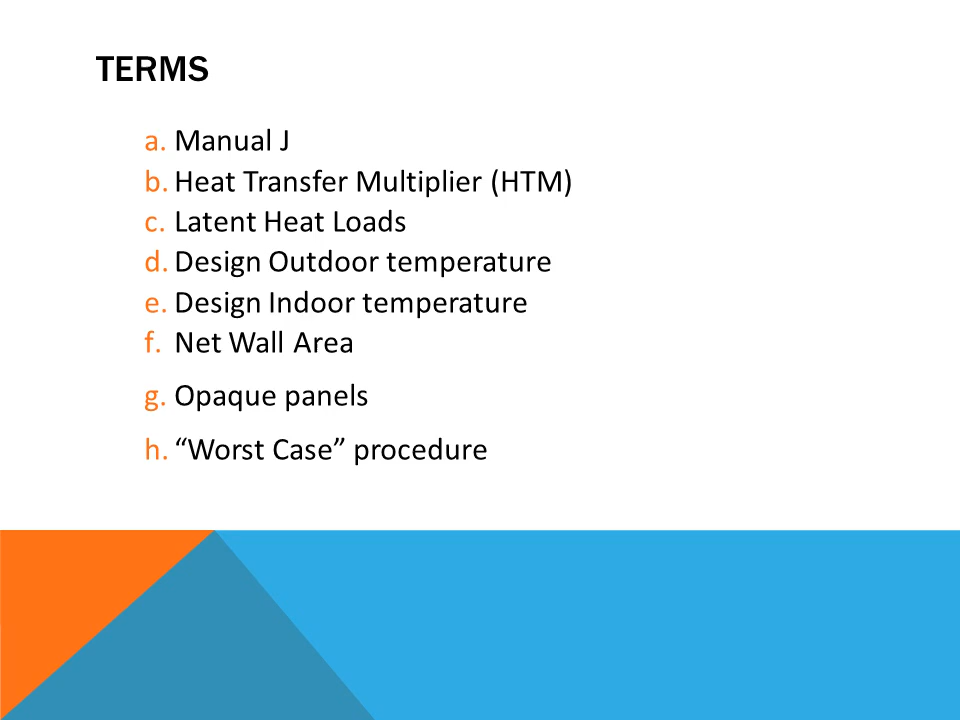 TERMS
a. Manual J
b. Heat Transfer Multiplier (HTM)
c. Latent Heat Loads
d. Design Outdoor temperature
e. Design Indoor temperature
f. Net Wall Area
g. Opaque panels
h. “Worst Case” procedure